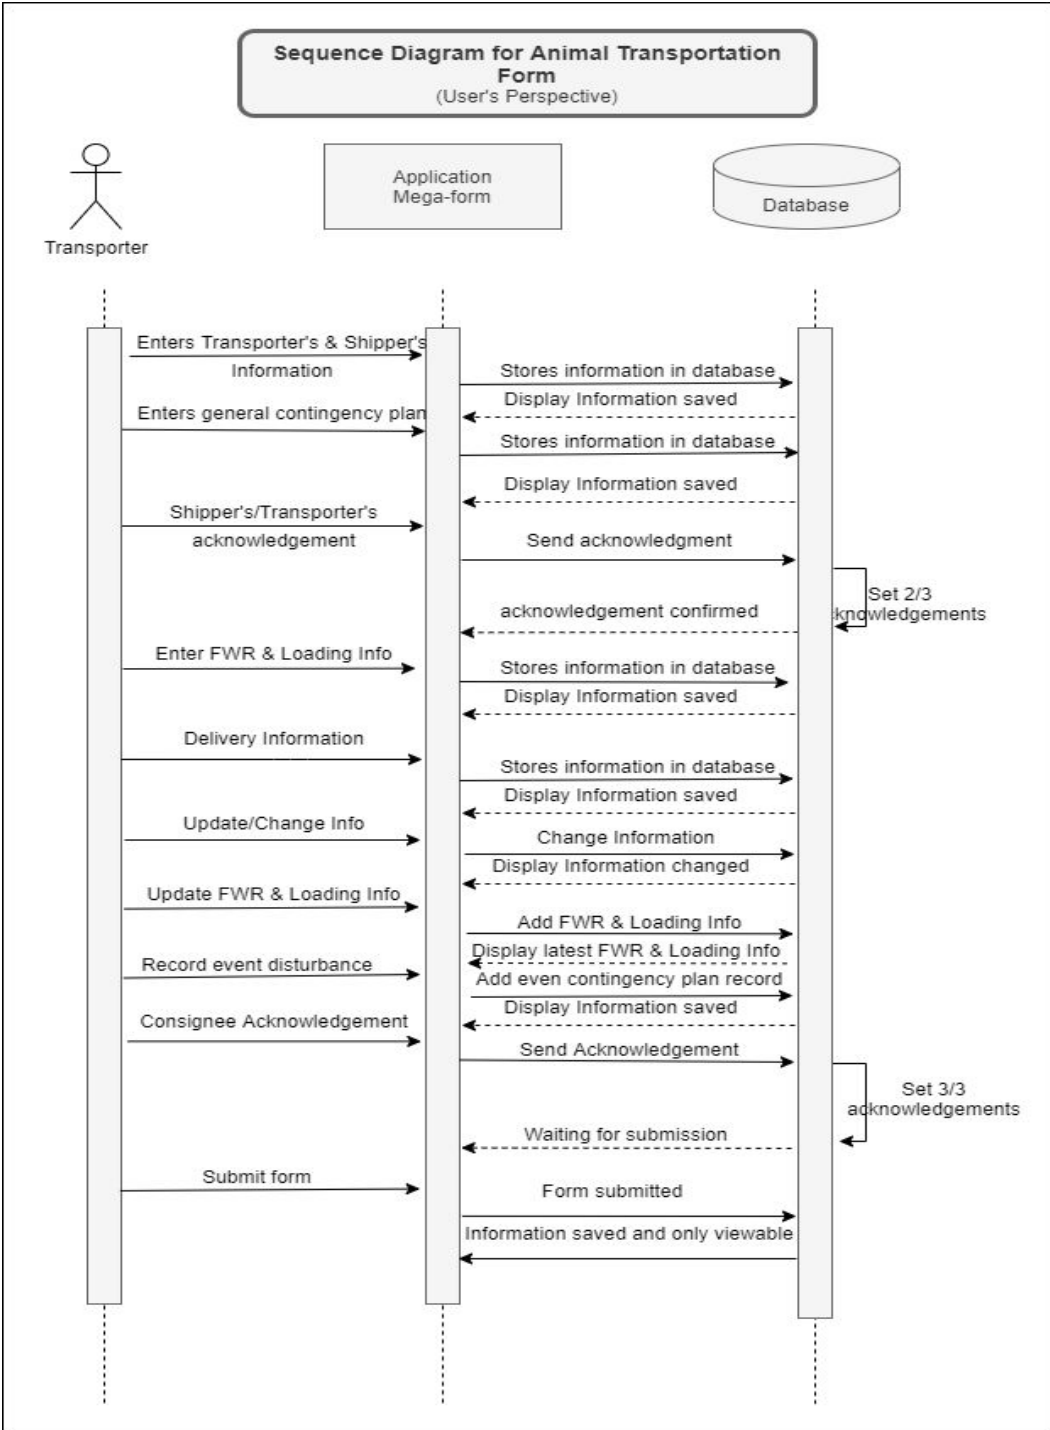 Sequence Diagram for Animal Transportation
Form
(User's Perspective)
Application
Mega-form
Database
Transporter
Enters Transporter's & Shipper's
Information
Stores information in database
Display Information saved
Enters general contingency plan
Stores information in database
Display Information saved
Shipper's/Transporter's
acknowledgement
Send acknowledgment
Set 2/3
knowledgements
acknowledgement confirmed
Enter FWR & Loading Info
Stores information in database
Display Information saved
Delivery Information
Stores information in database
Display Information saved
Update/Change Info
Change Information
Display Information changed
Update FWR & Loading Info
Add FWR & Loading Info
Display latest FWR & Loading Info
Record event disturbance
Add even contingency plan record
Display Information saved
Consignee Acknowledgement
Send Acknowledgement
Set 3/3
acknowledgements
Waiting for submission
Submit form
Form submitted
Information saved and only viewable